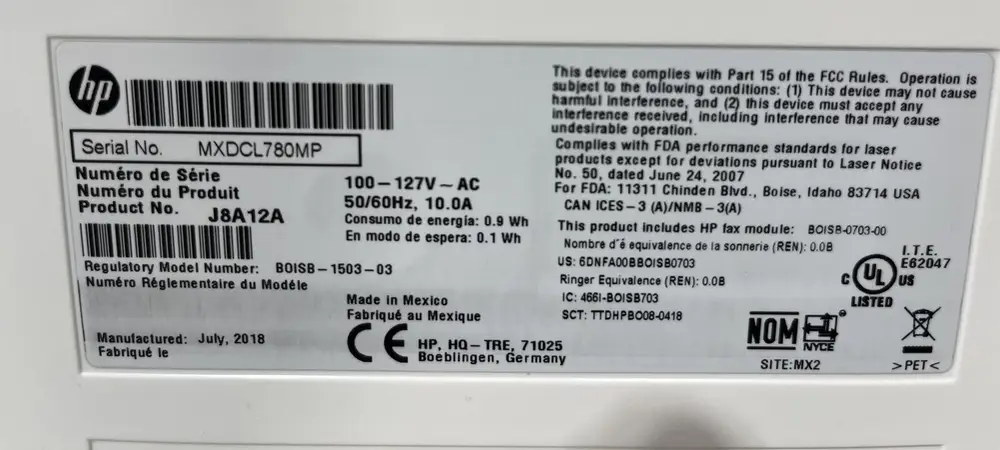 hp
Serial No. MXDCL780MP
Numéro de Série
Numéro du Produit
Product No. J8A12A
100-127V~AC
50/60Hz, 10.0A
Consumo de energía: 0.9 Wh
En modo de espera: 0.1 Wh
Regulatory Model Number: BOISB-1503-03
Numéro Réglementaire du Modéle
Made in Mexico
Fabriqué au Mexique
Manufactured: July, 2018
Fabriqué le
CE
HP, HQ-TRE, 71025
Boeblingen, Germany
This device complies with Part 15 of the FCC Rules. Operation is
subject to the following conditions: (1) This device may not cause
harmful interference, and (2) this device must accept any
interference received, including interference that may cause
undesirable operation.
Complies with FDA performance standards for laser
products except for deviations pursuant to Laser Notice
No. 50, dated June 24, 2007
For FDA: 11311 Chinden Blvd., Boise, Idaho 83714 USA
CAN ICES-3 (A)/NMB-3(A)
This product includes HP fax module: BOISB-0703-00
Nombre d'é equivalence de la sonnerie (REN): 0.0B
US: 6DNFA00BBOISB0703
Ringer Equivalence (REN): 0.0B
IC: 466I-BOISB703
SCT: TTDHPBO08-0418
I.T.E.
E62047
C UL US
LISTED
NOM
NYCE
SITE:MX2
>PET<